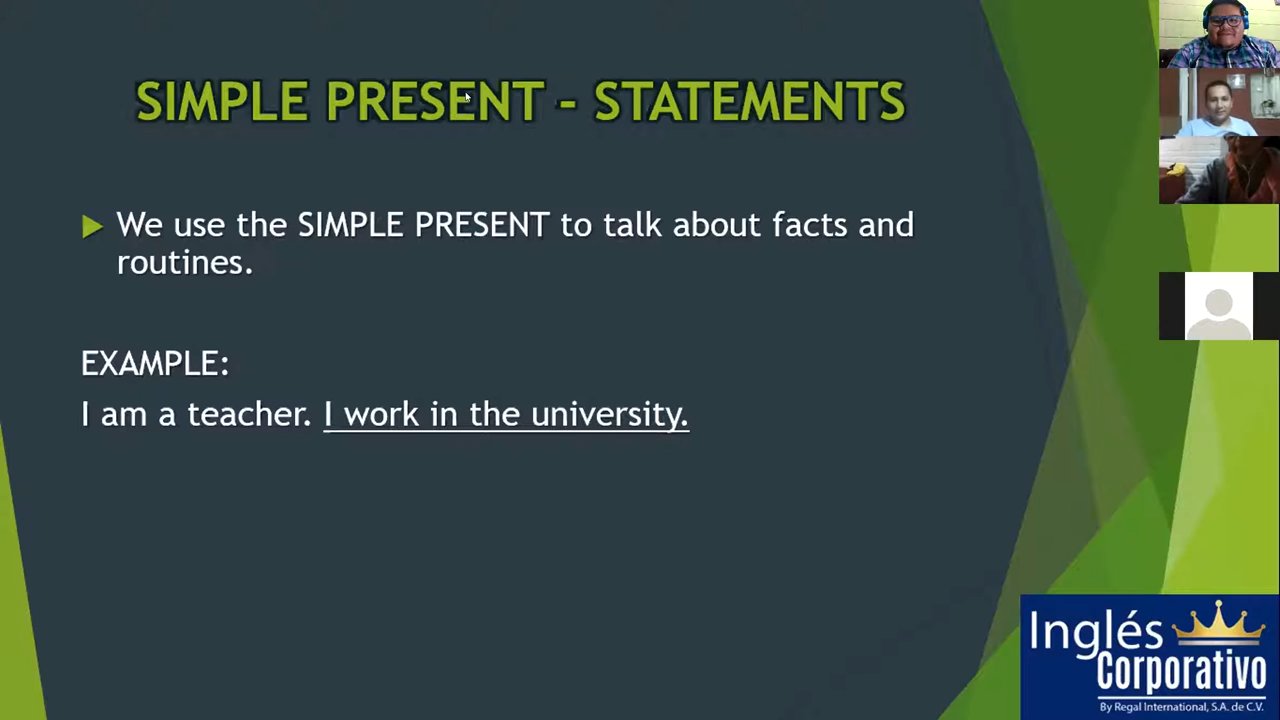 SIMPLE PRESENT - STATEMENTS
We use the SIMPLE PRESENT to talk about facts and
routines.
EXAMPLE:
I am a teacher. I work in the university.
Inglés
Corporativo
By Regal International, S.A. de C.V.